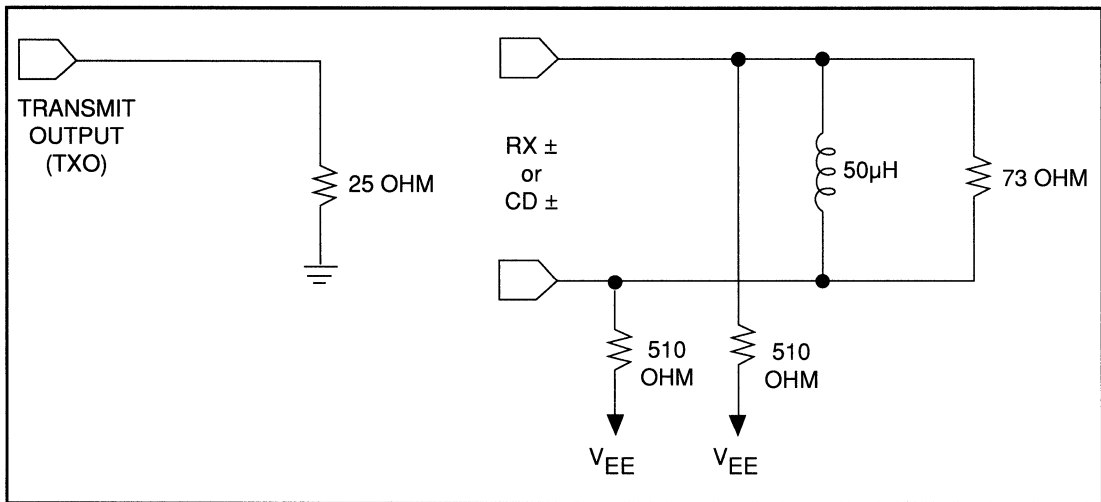 TRANSMIT
OUTPUT
(TXO)
25 OHM
RX ±
or
CD ±
50µH
73 OHM
510
OHM
510
OHM
VEE
VEE